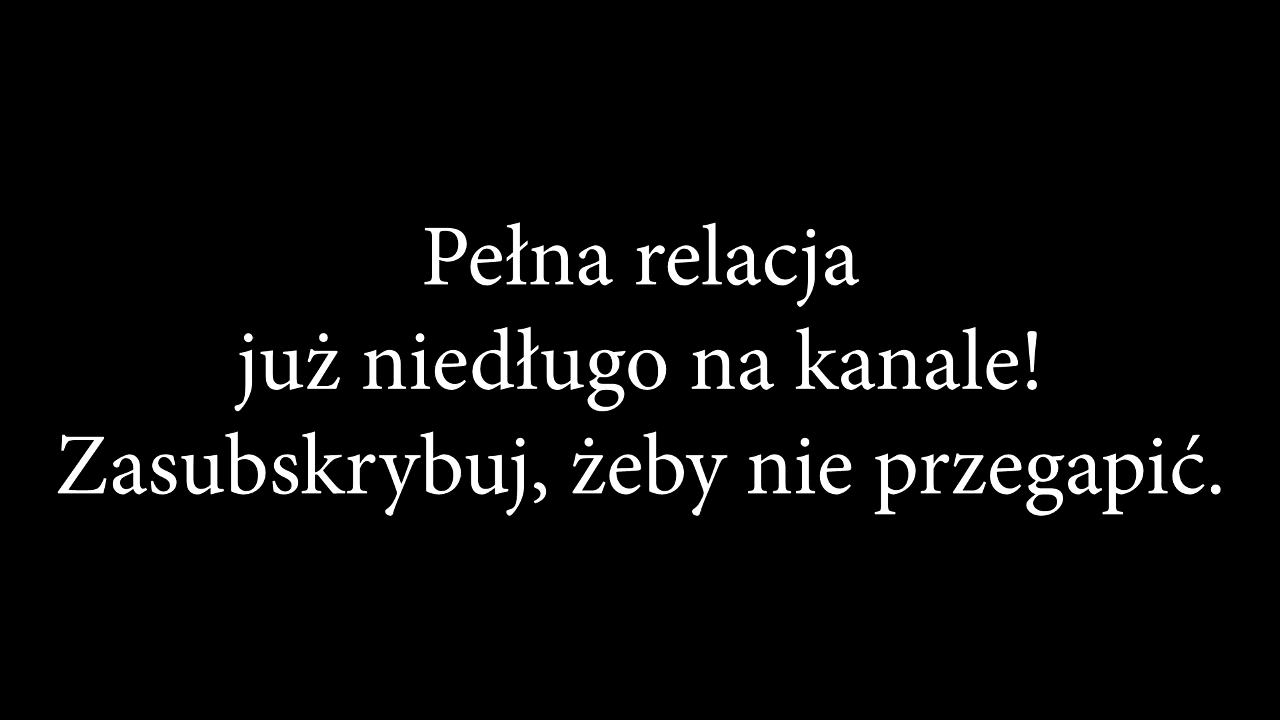 Pełna relacja
już niedługo na kanale!
Zasubskrybuj, żeby nie przegapić.